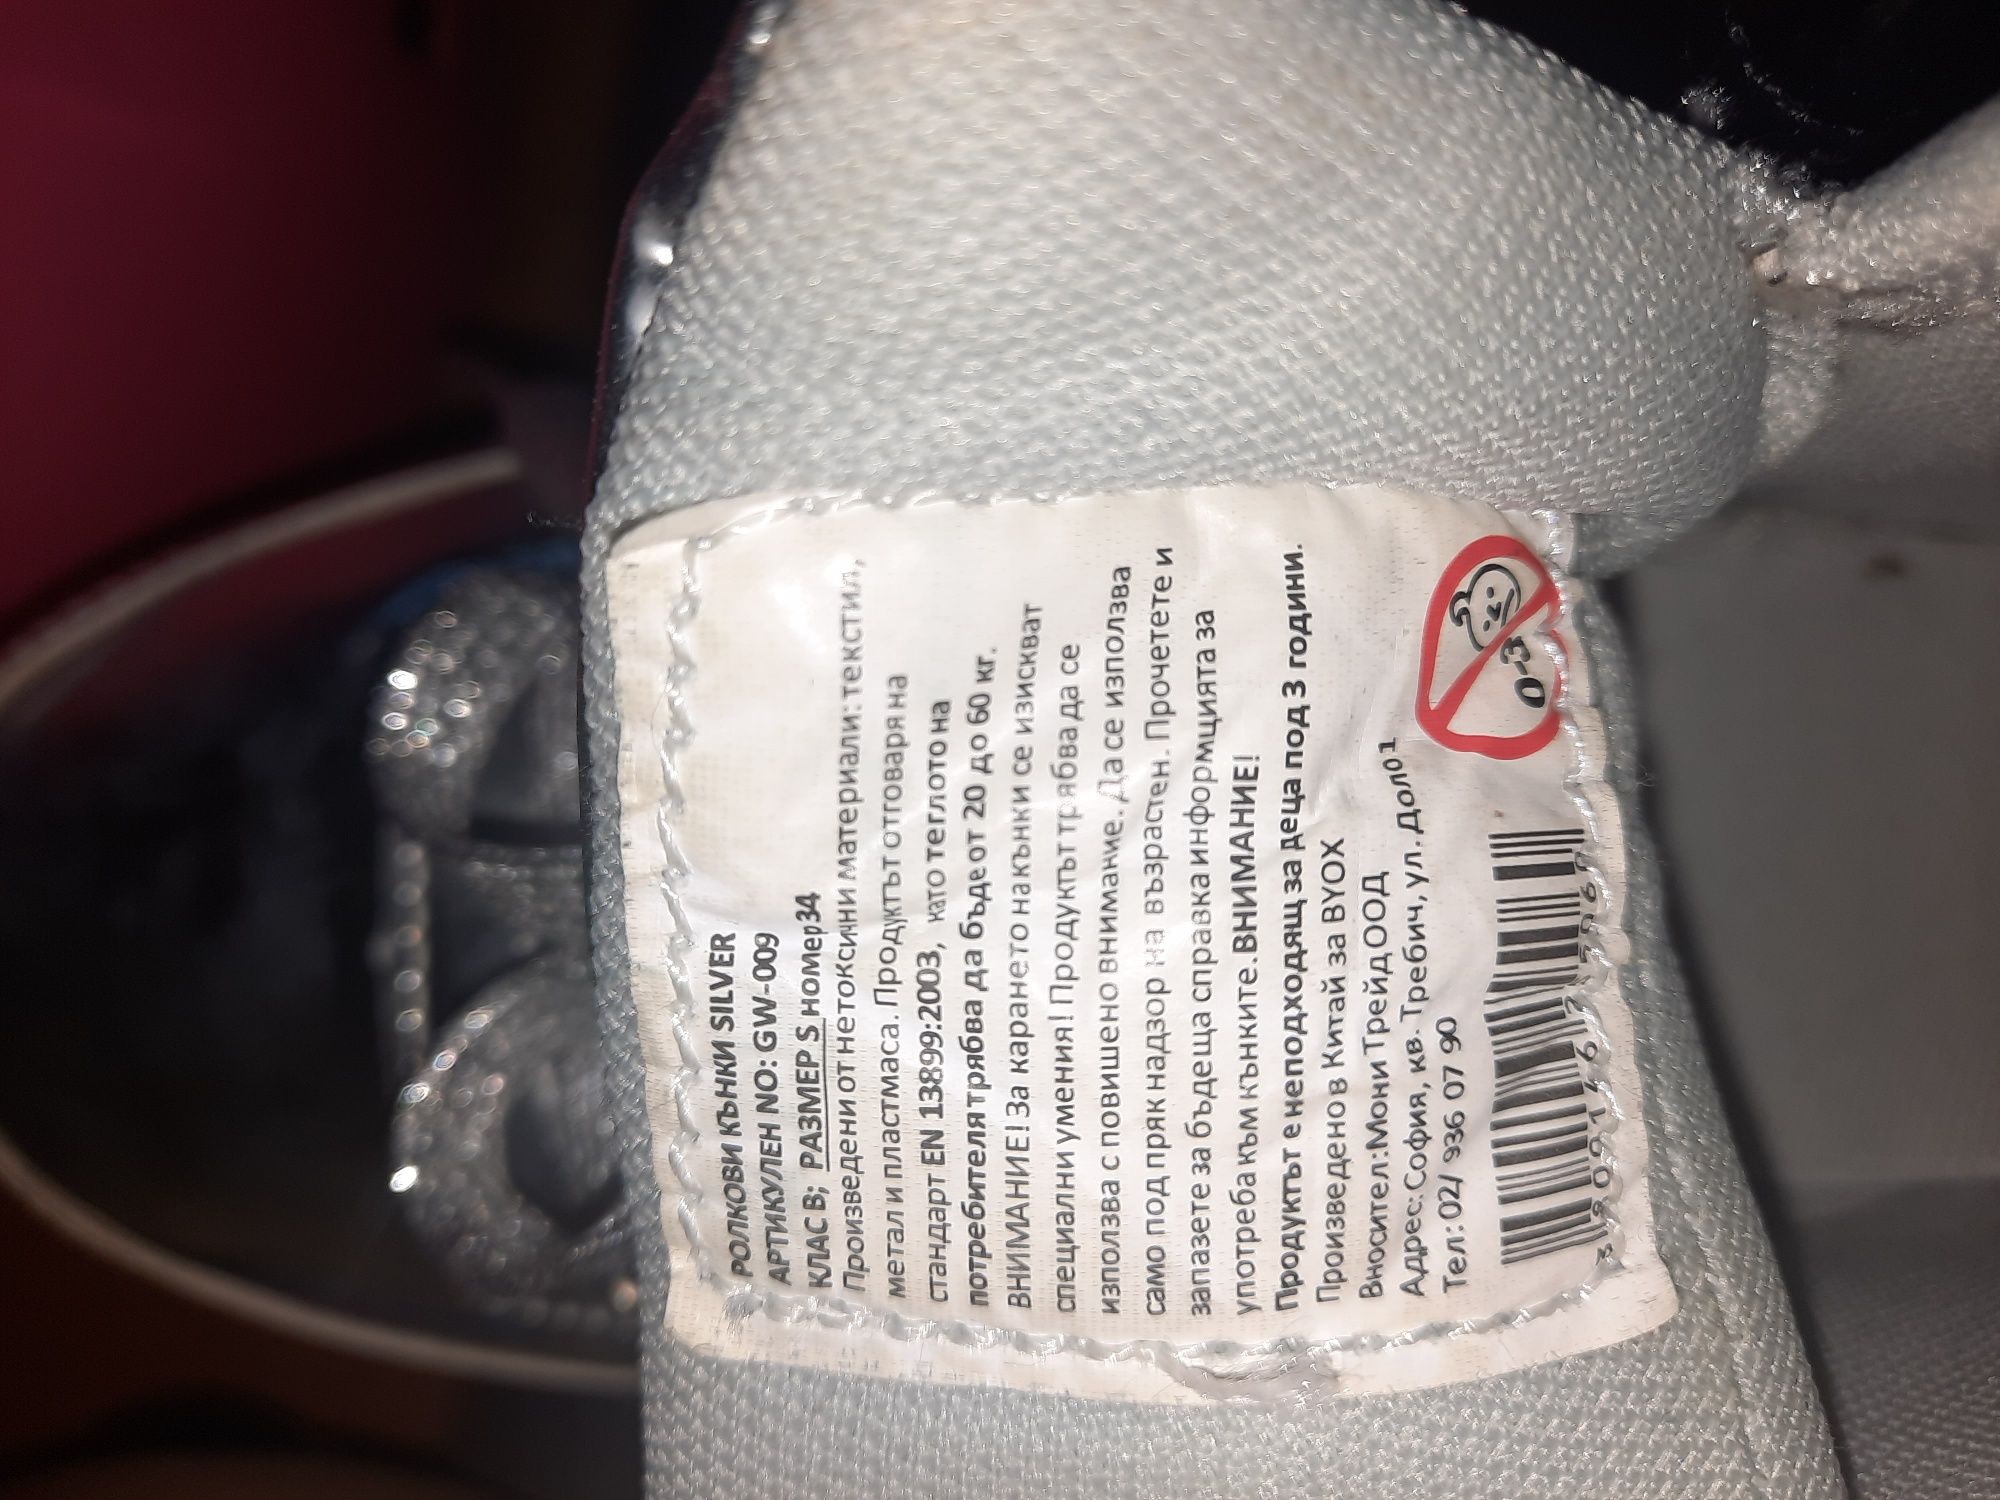 РОЛКОВИ КЪНКИ SILVER
АРТИКУЛЕН NO: GW-009
КЛАС B; РАЗМЕР S номер34
Произведени от нетоксични материали: текстил,
метал и пластмаса. Продуктът отговаря на
стандарт EN 13899:2003, като теглото на
потребителя трябва да бъде от 20 до 60 кг.
ВНИМАНИЕ! За карането на кънки се изискват
специални умения! Продуктът трябва да се
използва с повишено внимание. Да се използва
само под пряк надзор на възрастен. Прочетете и
запазете за бъдеща справка информцията за
употреба към кънките. ВНИМАНИЕ!
Продуктът е неподходящ за деца под 3 години.
Произведено в Китай за BYOX
Вносител: Мони Трейд ООД
Адрес: София, кв. Требич, ул. Доло 1
Тел: 02/ 936 07 90
0-3